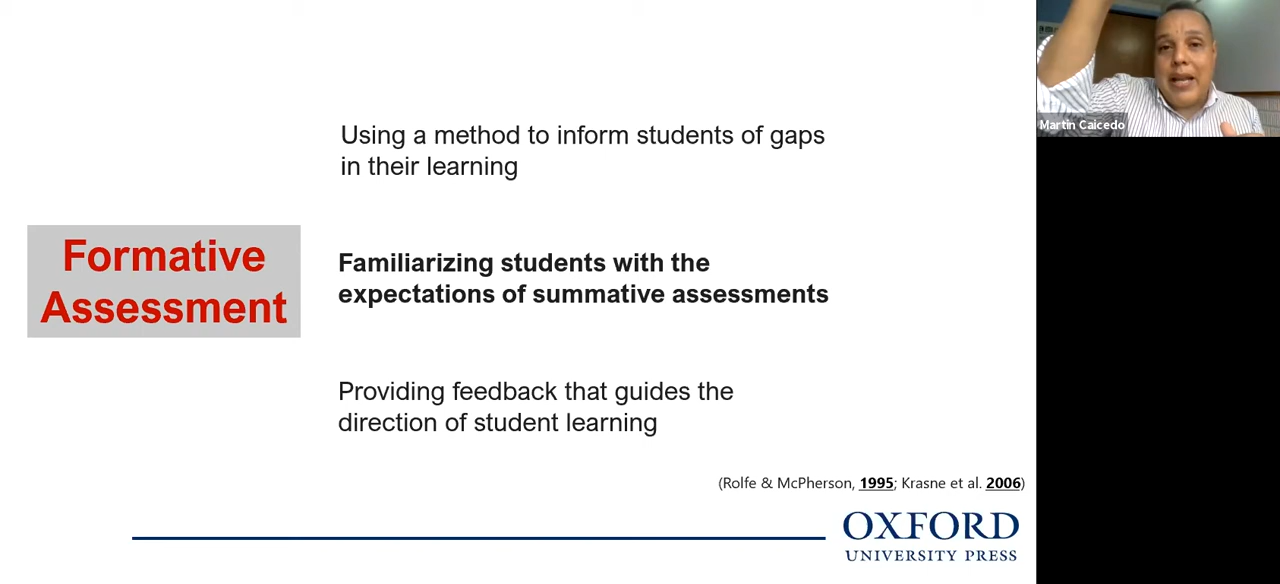 Using a method to inform students of gaps
in their learning
Formative
Assessment
Familiarizing students with the
expectations of summative assessments
Providing feedback that guides the
direction of student learning
(Rolfe & McPherson, 1995; Krasne et al. 2006)
OXFORD
UNIVERSITY PRESS
Martin Caicedo